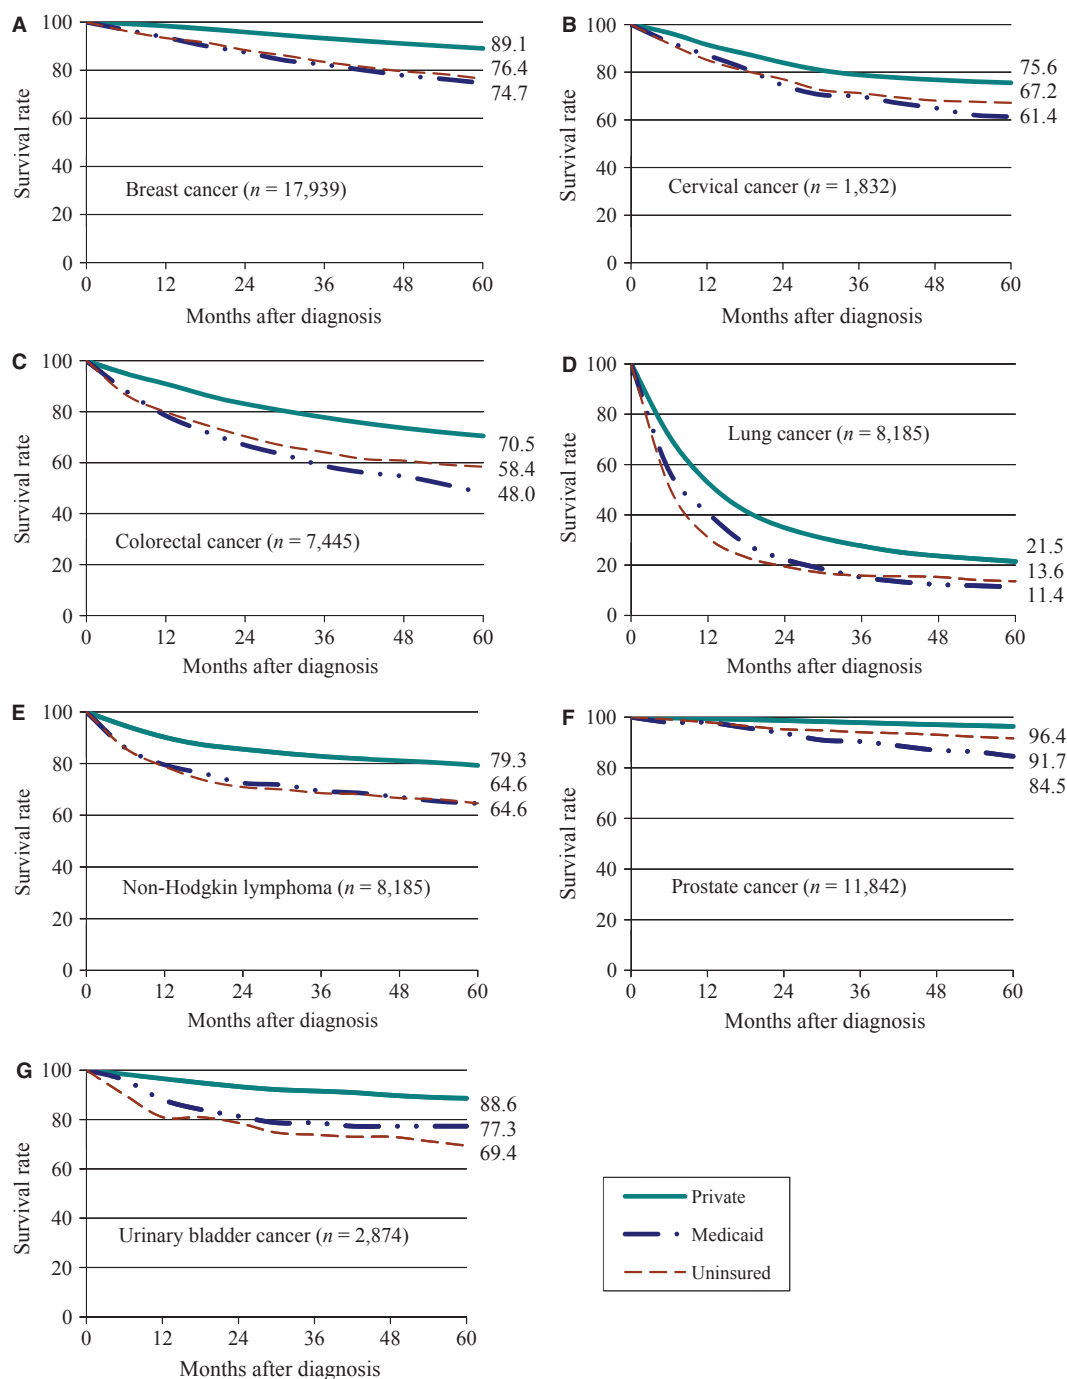 A
100
80
60
40
20
0
Survival rate
89.1
76.4
74.7
Breast cancer (n = 17,939)
0 12 24 36 48 60
Months after diagnosis
B
100
80
60
40
20
0
Survival rate
75.6
67.2
61.4
Cervical cancer (n = 1,832)
0 12 24 36 48 60
Months after diagnosis
C
100
80
60
40
20
0
Survival rate
70.5
58.4
48.0
Colorectal cancer (n = 7,445)
0 12 24 36 48 60
Months after diagnosis
D
100
80
60
40
20
0
Survival rate
Lung cancer (n = 8,185)
21.5
13.6
11.4
0 12 24 36 48 60
Months after diagnosis
E
100
80
60
40
20
0
Survival rate
79.3
64.6
64.6
Non-Hodgkin lymphoma (n = 8,185)
0 12 24 36 48 60
Months after diagnosis
F
100
80
60
40
20
0
Survival rate
96.4
91.7
84.5
Prostate cancer (n = 11,842)
0 12 24 36 48 60
Months after diagnosis
G
100
80
60
40
20
0
Survival rate
88.6
77.3
69.4
Urinary bladder cancer (n = 2,874)
0 12 24 36 48 60
Months after diagnosis
Private
Medicaid
Uninsured